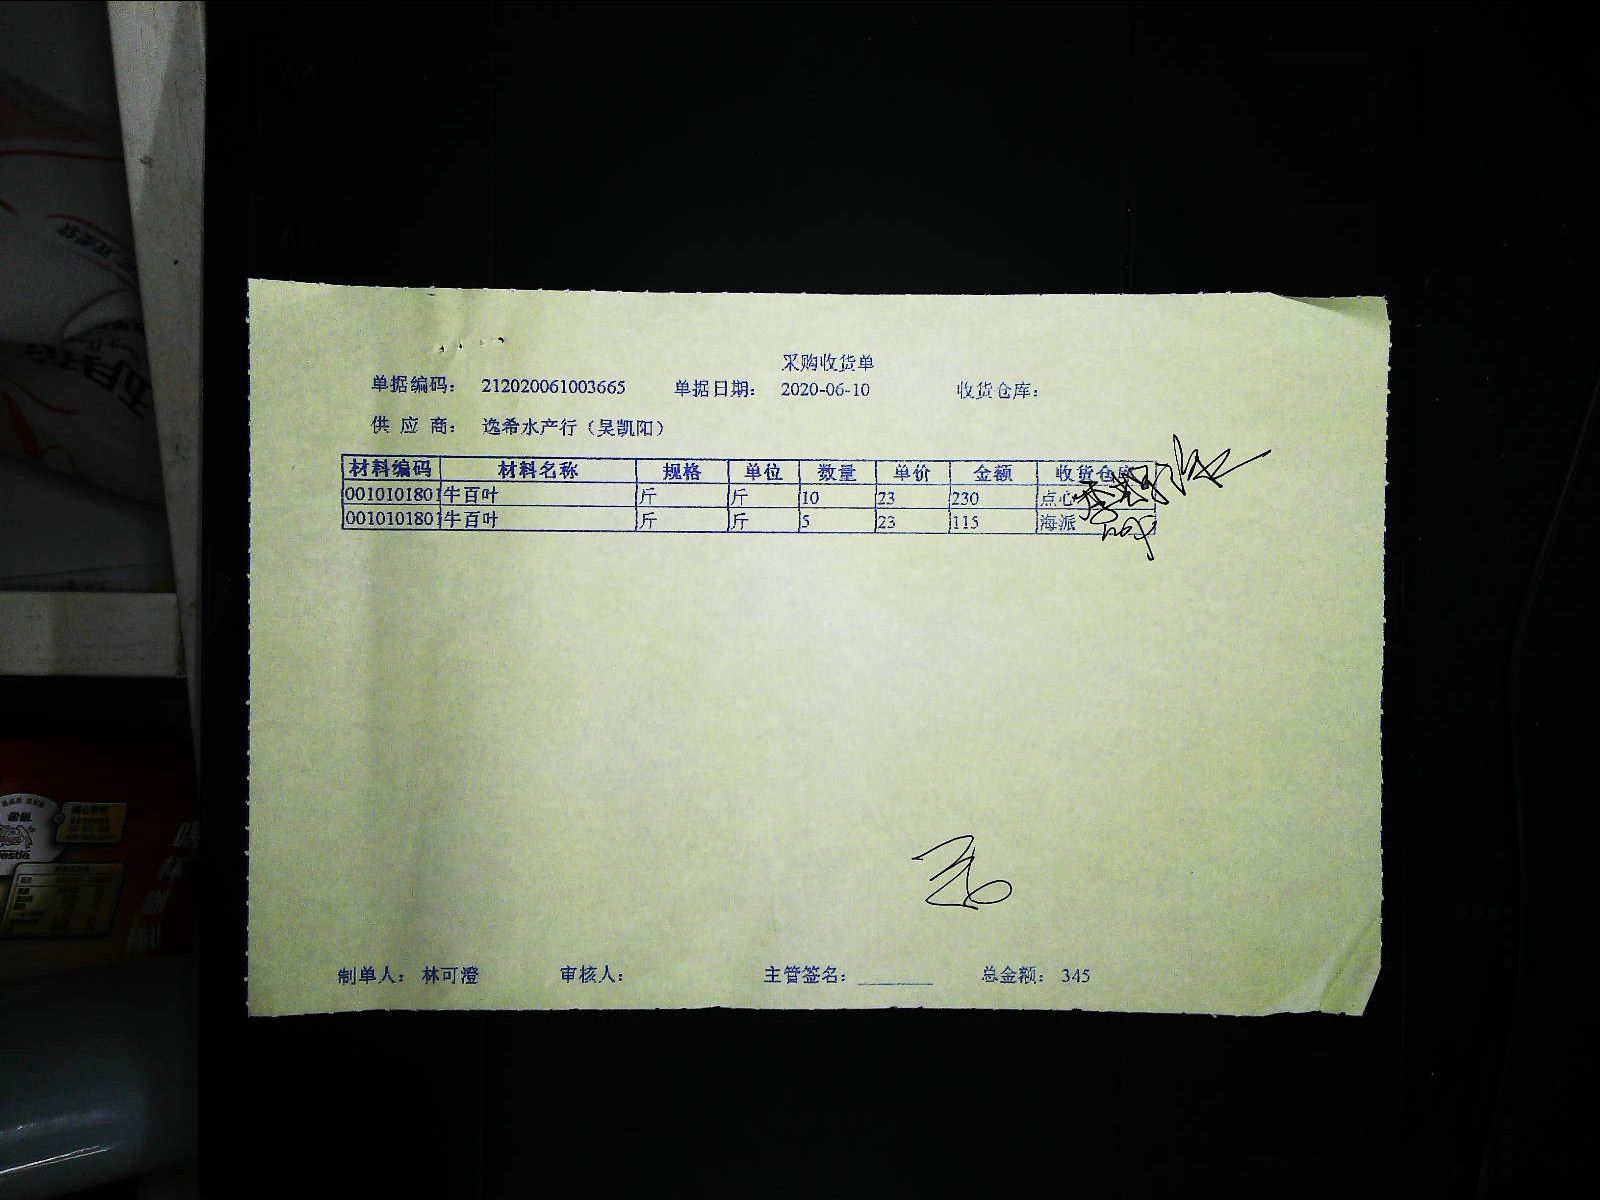 采购收货单
单据编码： 212020061003665 单据日期： 2020-06-10 收货仓库：
供 应 商： 逸希水产行（吴凯阳）
材料编码 材料名称 规格 单位 数量 单价 金额 收货仓库
0010101801 牛百叶 斤 斤 10 23 230 点心
0010101801 牛百叶 斤 斤 5 23 115 海派
制单人： 林可澄 审核人： 主管签名： 总金额： 345